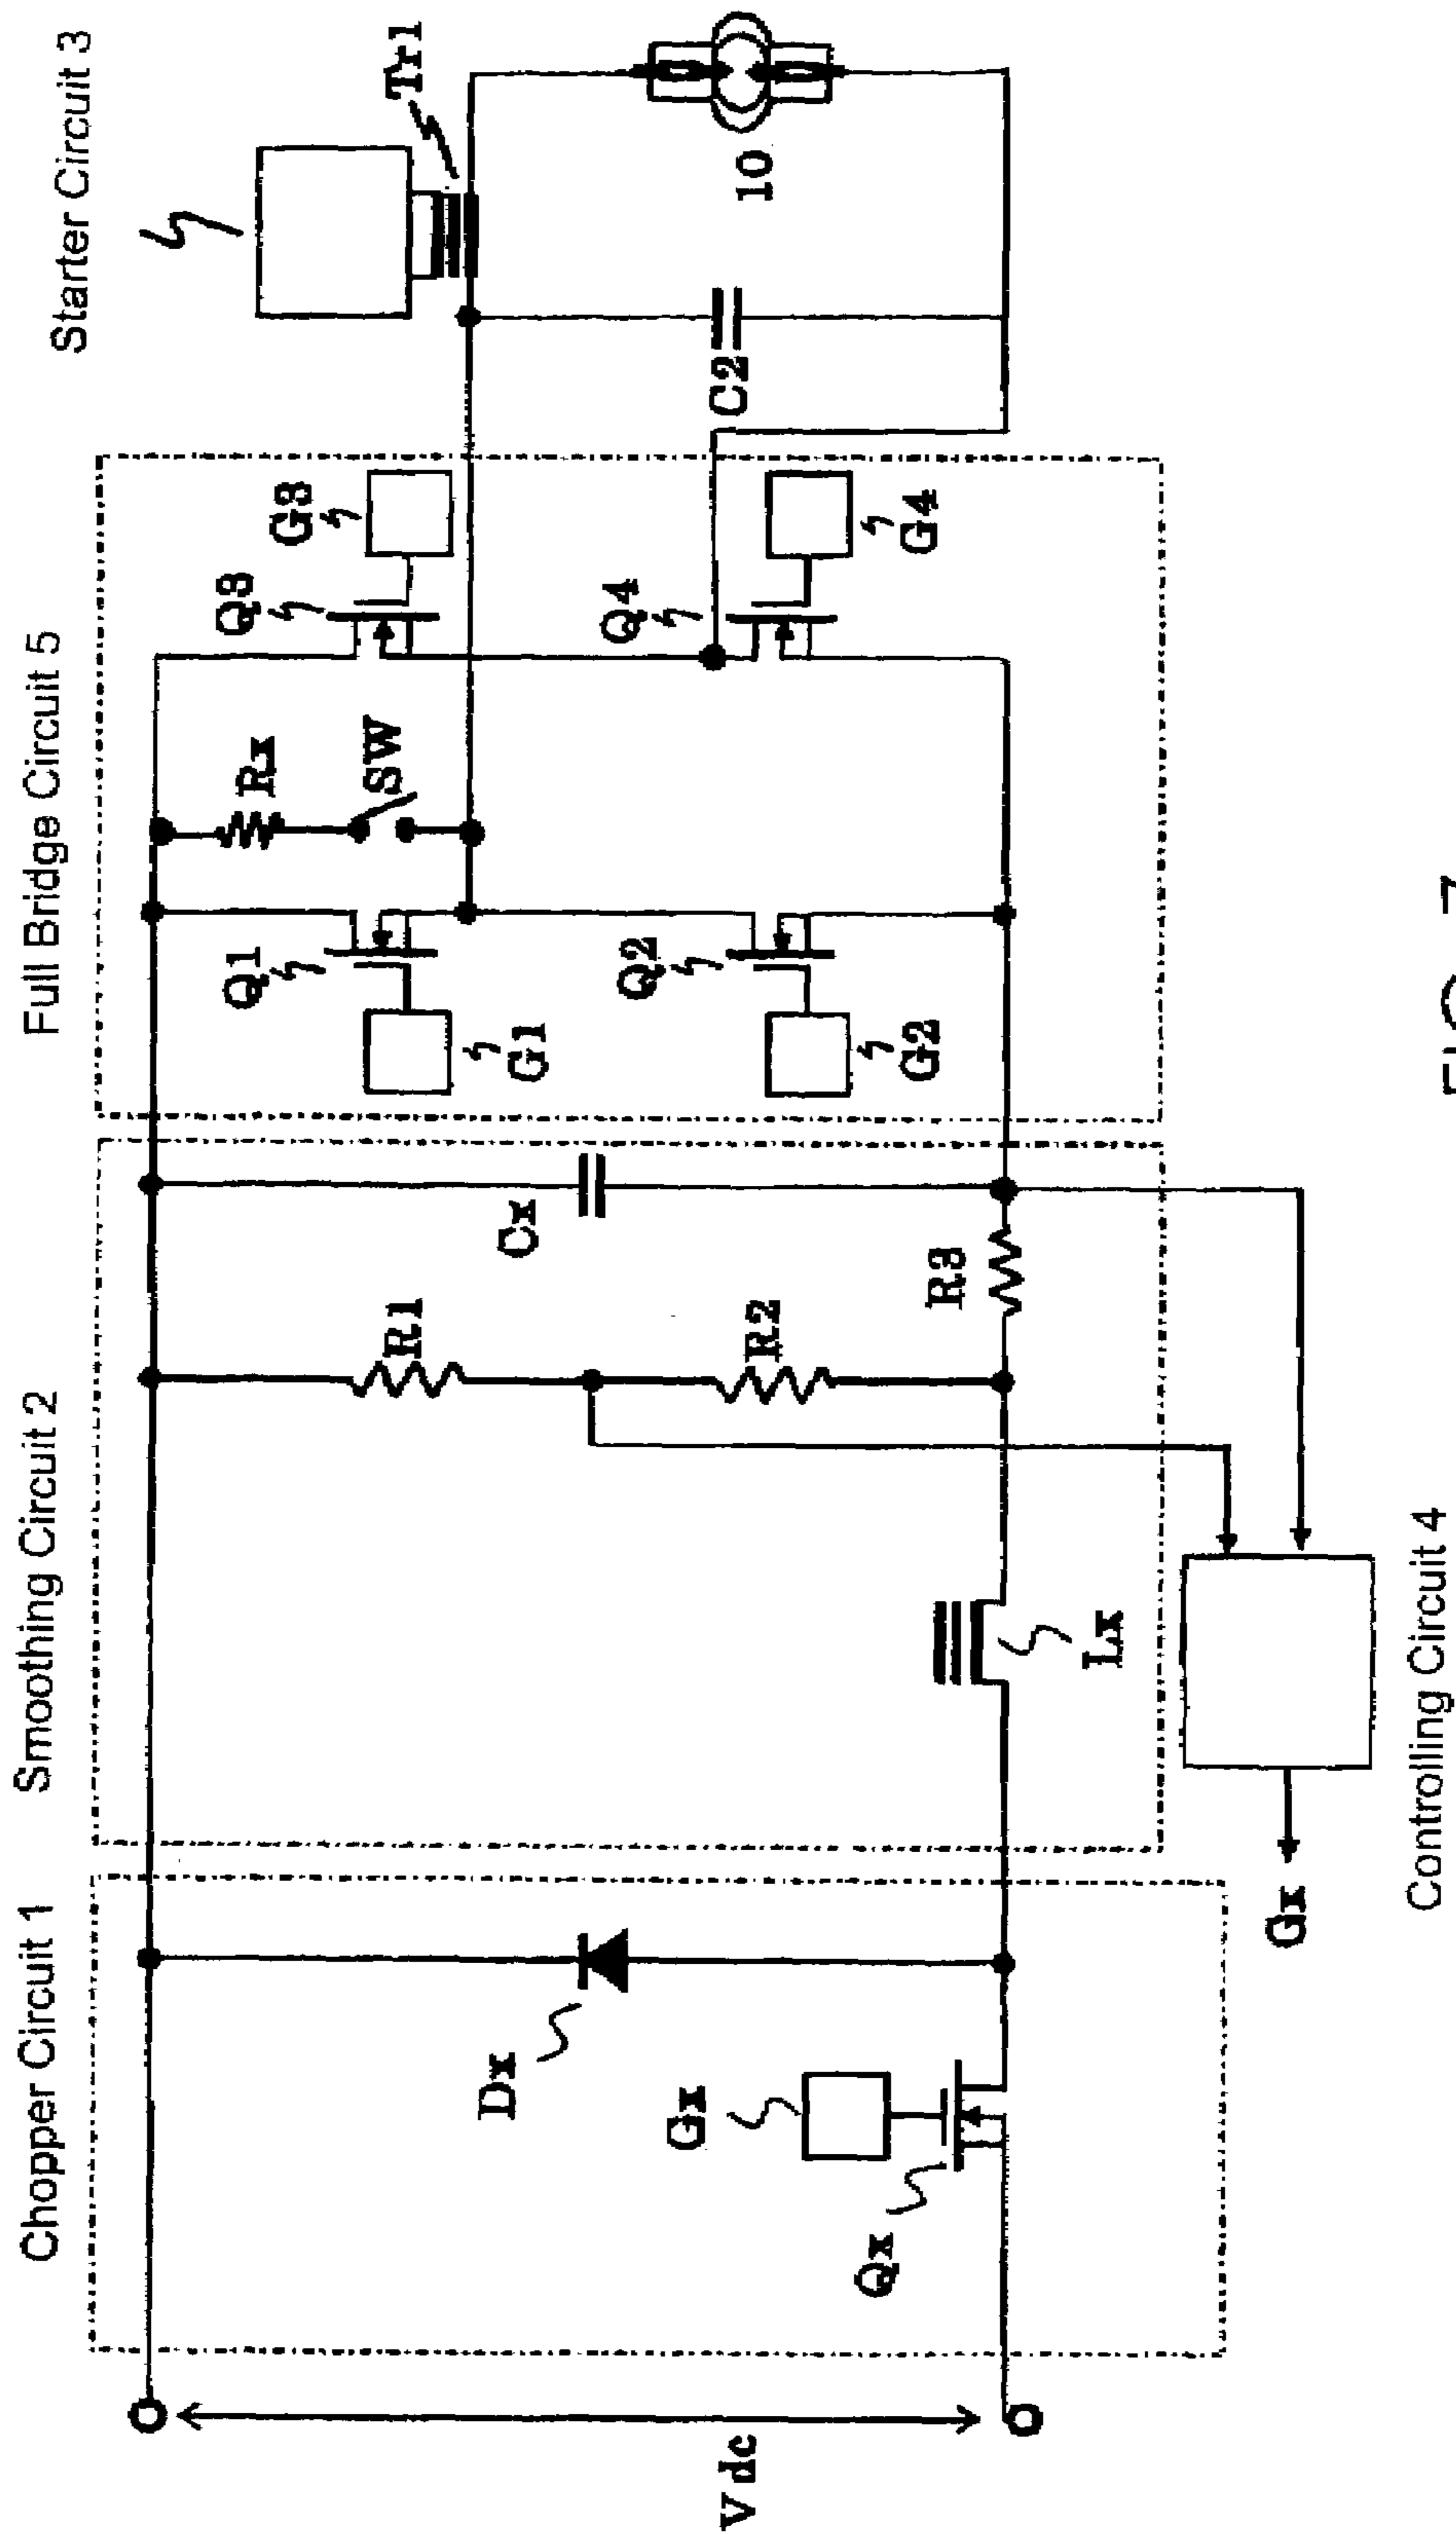 Chopper Circuit 1
Smoothing Circuit 2
Full Bridge Circuit 5
Starter Circuit 3
Tr1
Q1
G1
Rx
SW
Q3
G3
Dx
R1
Cx
Q2
G2
Q4
G4
C2
10
Vdc
Gx
Qx
R2
R3
Lx
Gx
Controlling Circuit 4